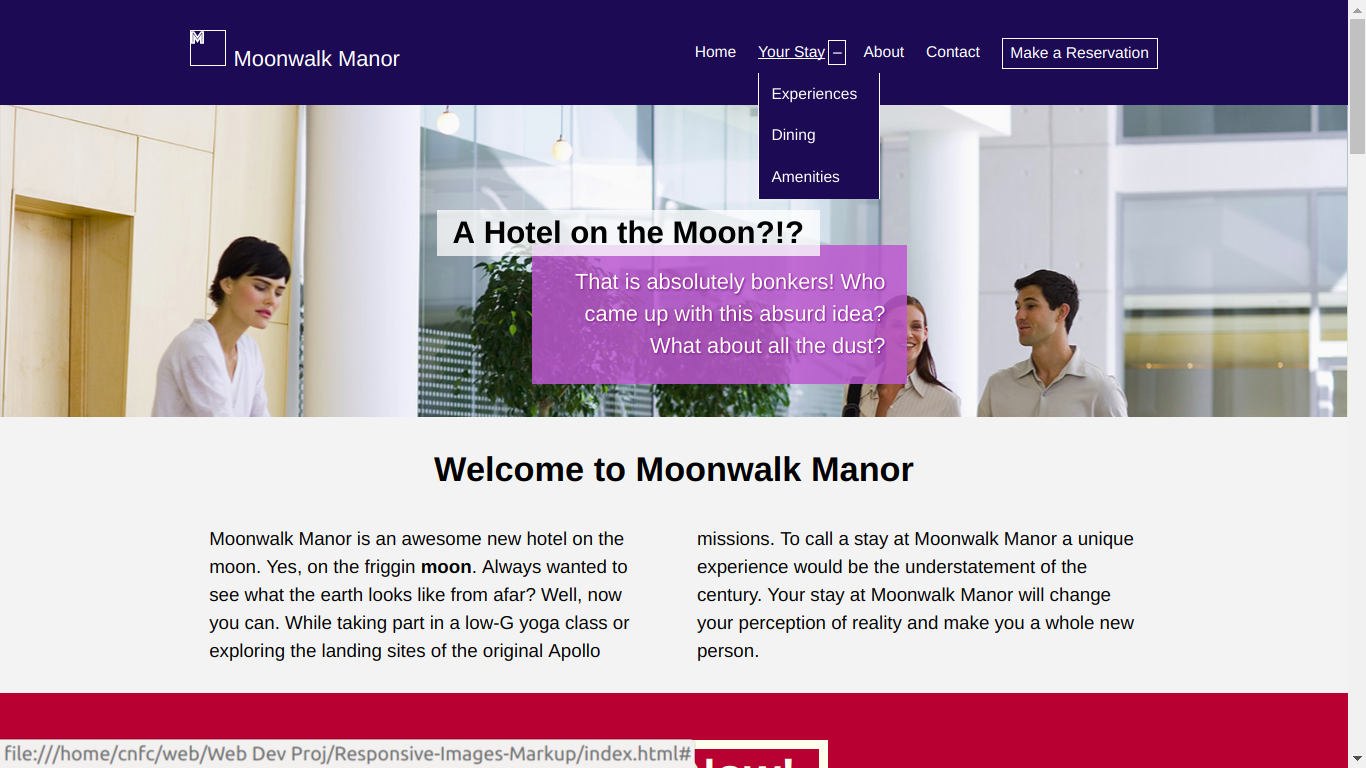 M
Moonwalk Manor
Home Your Stay – About Contact Make a Reservation
Experiences
Dining
Amenities
A Hotel on the Moon?!?
That is absolutely bonkers! Who
came up with this absurd idea?
What about all the dust?
Welcome to Moonwalk Manor
Moonwalk Manor is an awesome new hotel on the
moon. Yes, on the friggin moon. Always wanted to
see what the earth looks like from afar? Well, now
you can. While taking part in a low-G yoga class or
exploring the landing sites of the original Apollo
missions. To call a stay at Moonwalk Manor a unique
experience would be the understatement of the
century. Your stay at Moonwalk Manor will change
your perception of reality and make you a whole new
person.
file:///home/cnfc/web/Web Dev Proj/Responsive-Images-Markup/index.html#